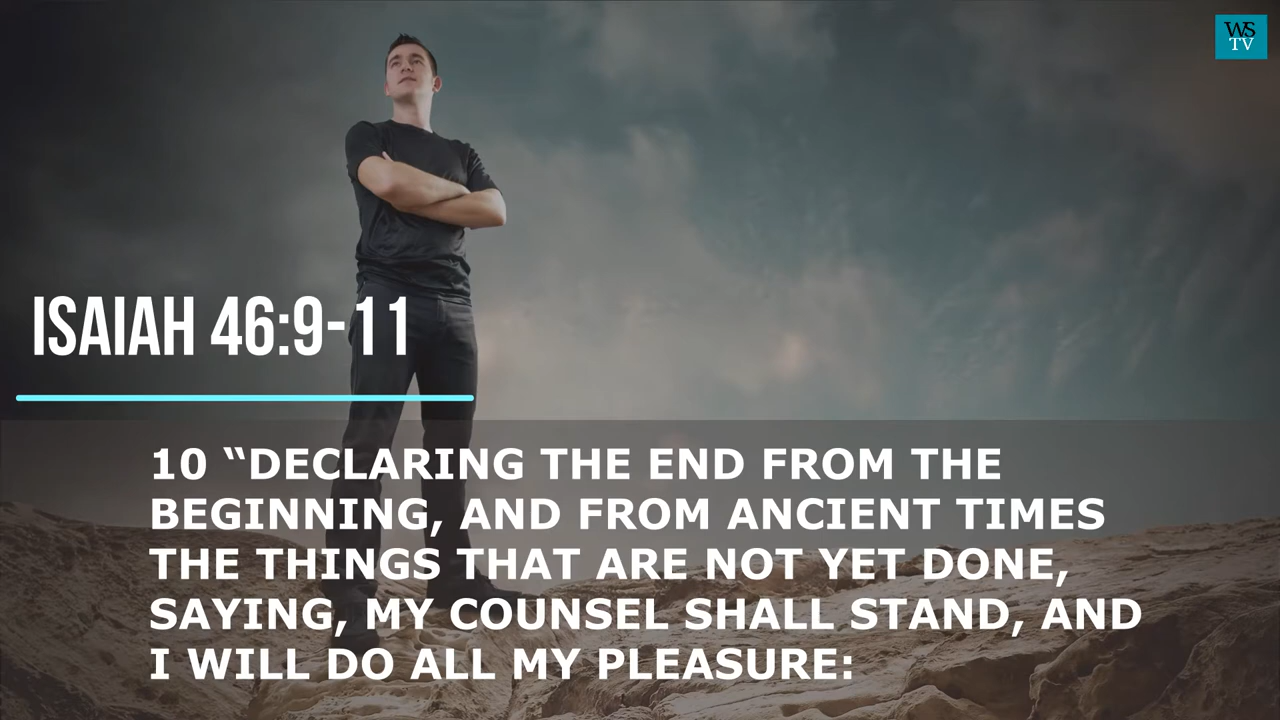 WS
TV
ISAIAH 46:9-11
10 “DECLARING THE END FROM THE
BEGINNING, AND FROM ANCIENT TIMES
THE THINGS THAT ARE NOT YET DONE,
SAYING, MY COUNSEL SHALL STAND, AND
I WILL DO ALL MY PLEASURE: